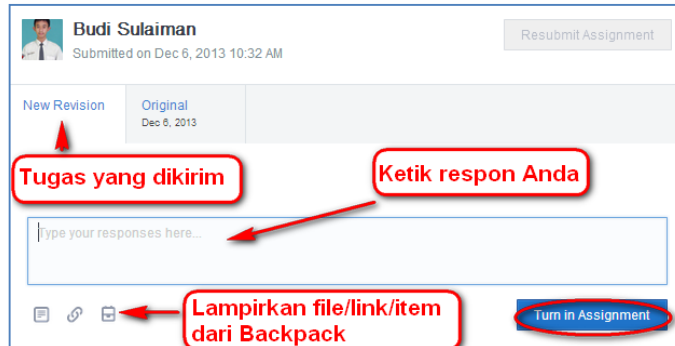 Budi Sulaiman
Submitted on Dec 6, 2013 10:32 AM
Resubmit Assignment
New Revision
Original
Dec 6, 2013
Tugas yang dikirim
Ketik respon Anda
Type your responses here...
Lampirkan file/link/item
dari Backpack
Turn in Assignment